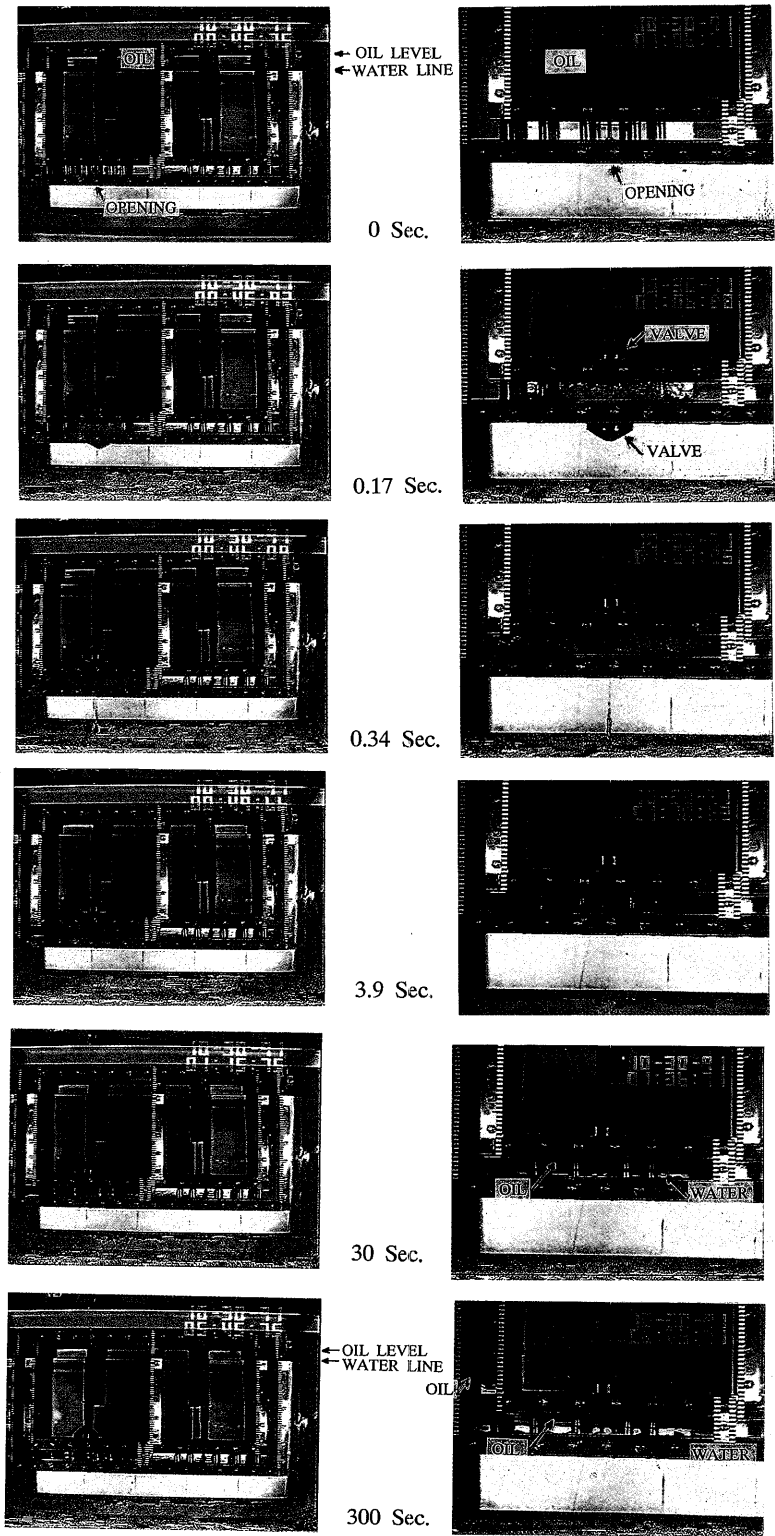 OIL
← OIL LEVEL
← WATER LINE
OPENING
OIL
OPENING
0 Sec.
VALVE
VALVE
0.17 Sec.
0.34 Sec.
3.9 Sec.
OIL
WATER
30 Sec.
← OIL LEVEL
← WATER LINE
OIL
OIL
WATER
300 Sec.